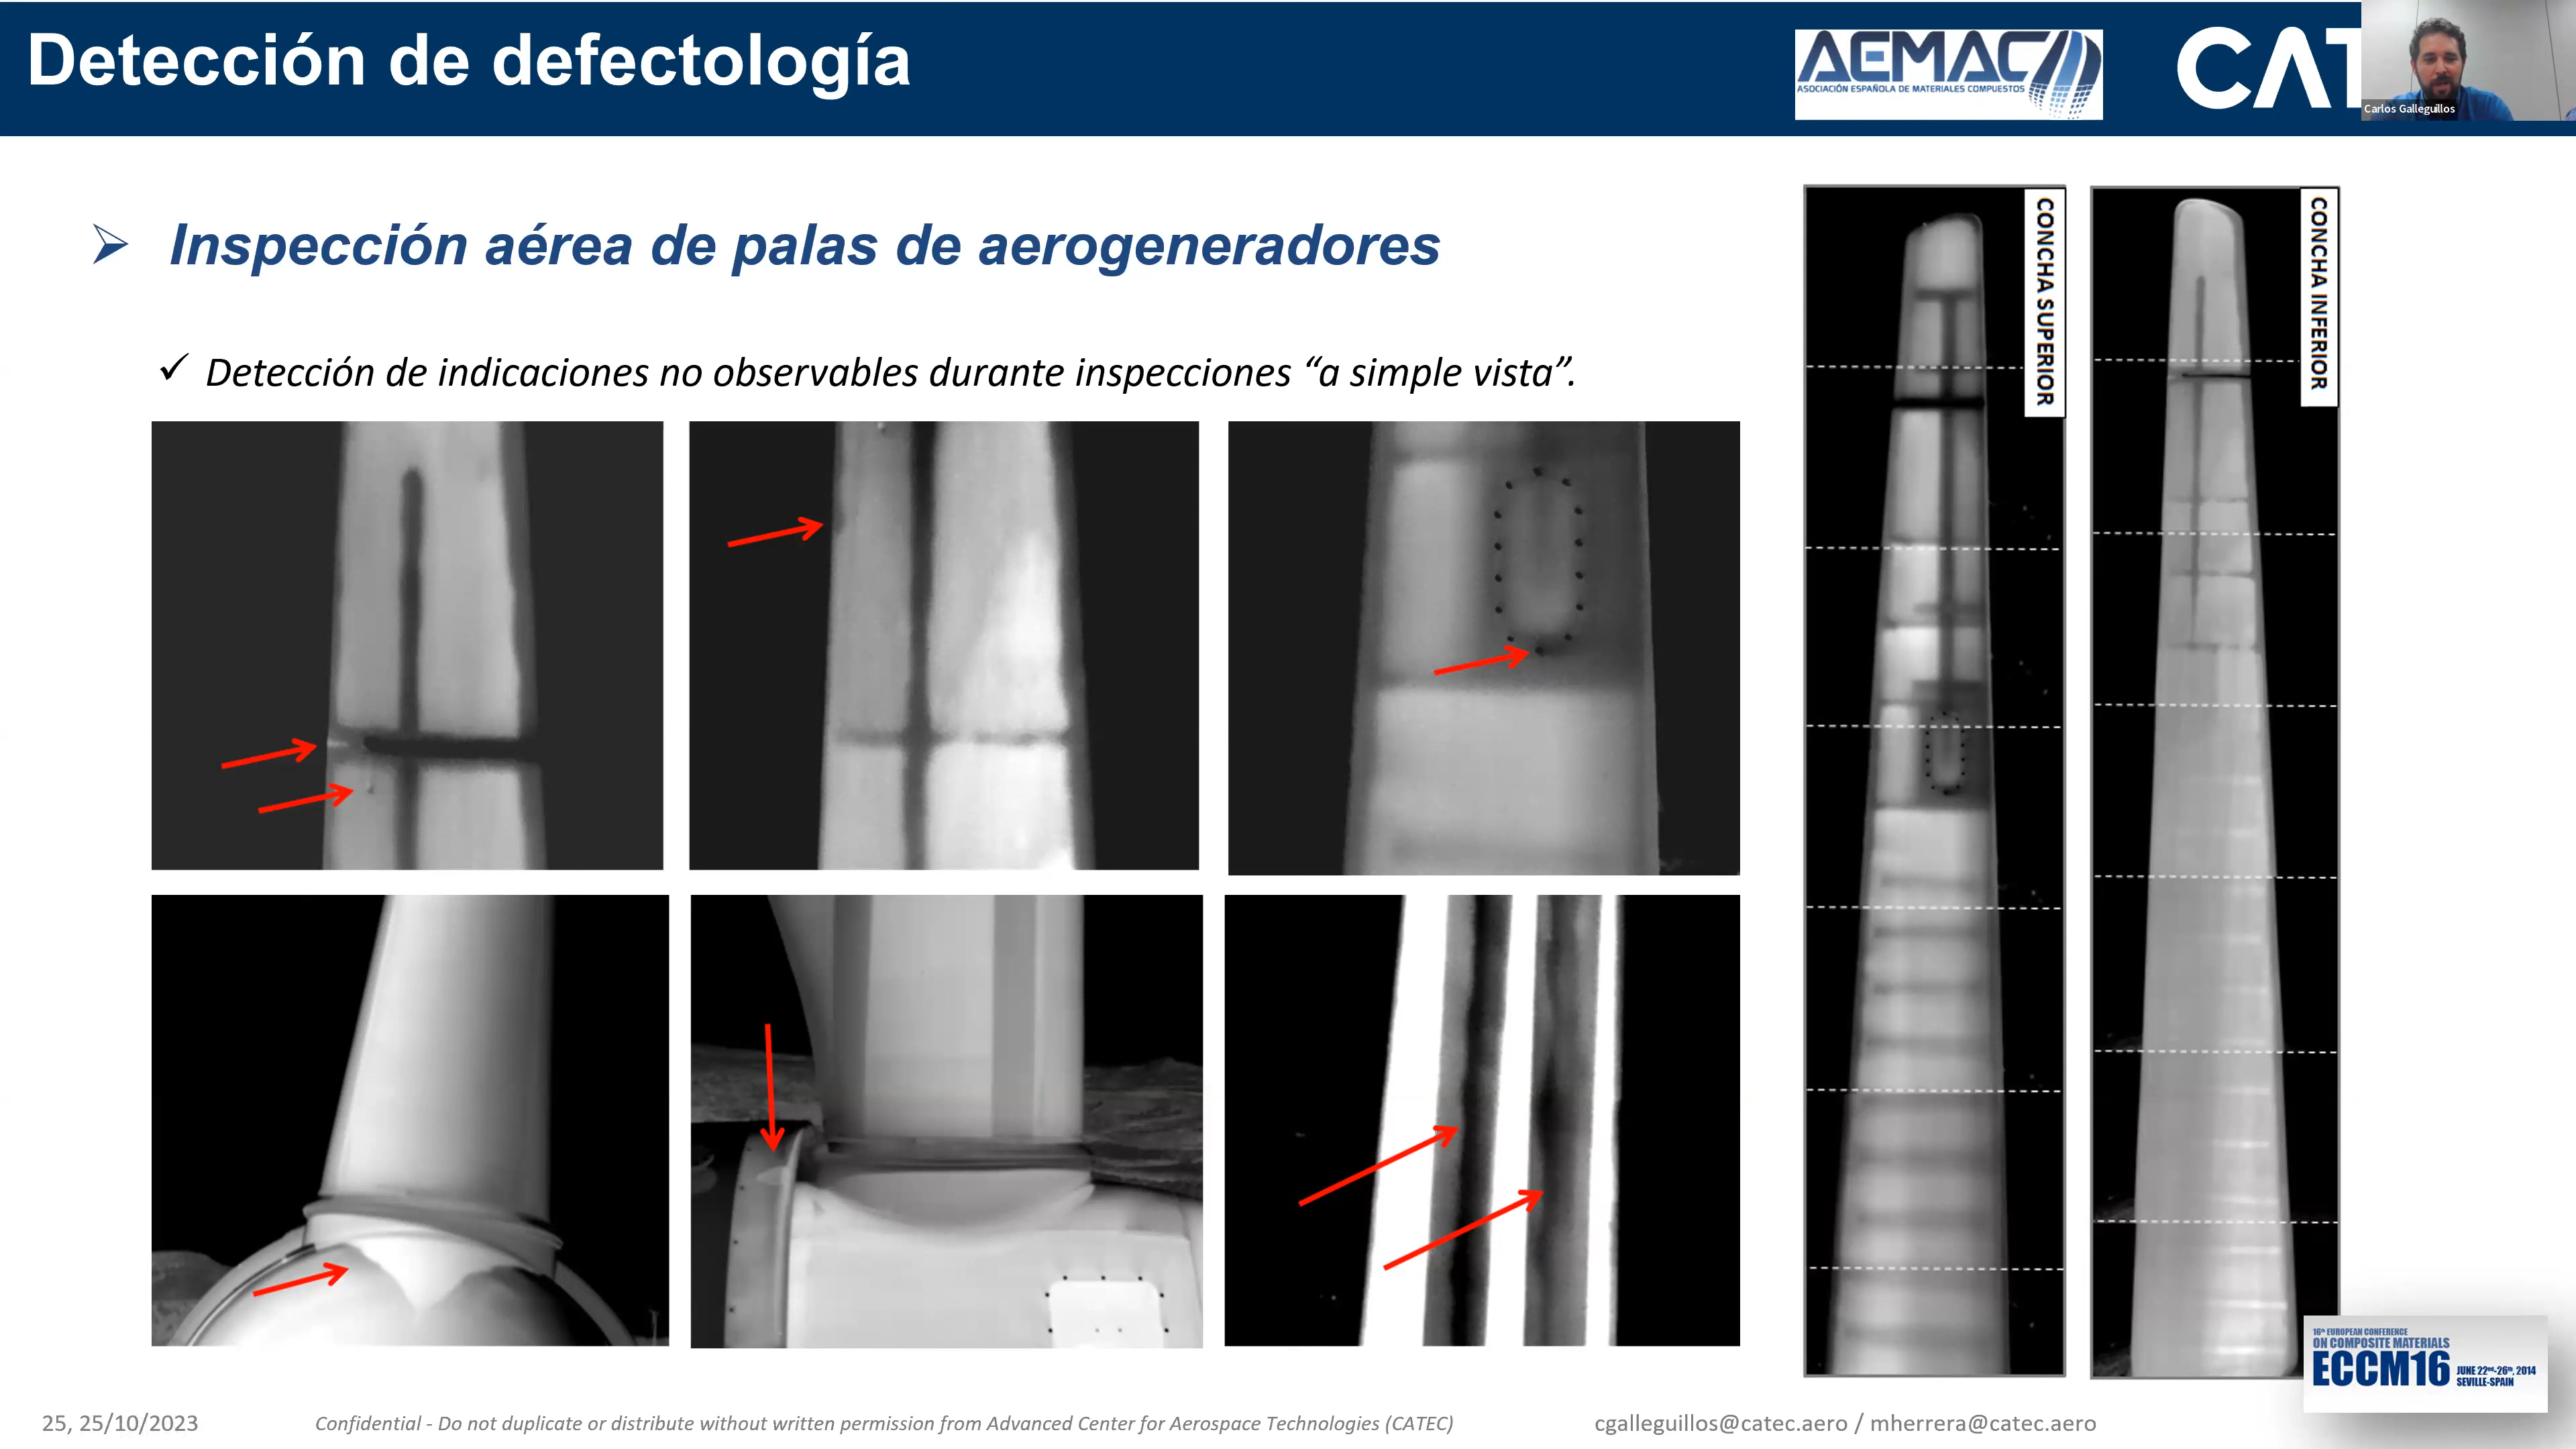 Detección de defectología
AEMAC
ASOCIACIÓN ESPAÑOLA DE MATERIALES COMPUESTOS
CAT
Carlos Galleguillos
Inspección aérea de palas de aerogeneradores
Detección de indicaciones no observables durante inspecciones “a simple vista”.
CONCHA SUPERIOR
CONCHA INFERIOR
16th EUROPEAN CONFERENCE
ON COMPOSITE MATERIALS
ECCM16
JUNE 22nd-26th, 2014
SEVILLE-SPAIN
25, 25/10/2023
Confidential - Do not duplicate or distribute without written permission from Advanced Center for Aerospace Technologies (CATEC)
cgalleguillos@catec.aero / mherrera@catec.aero